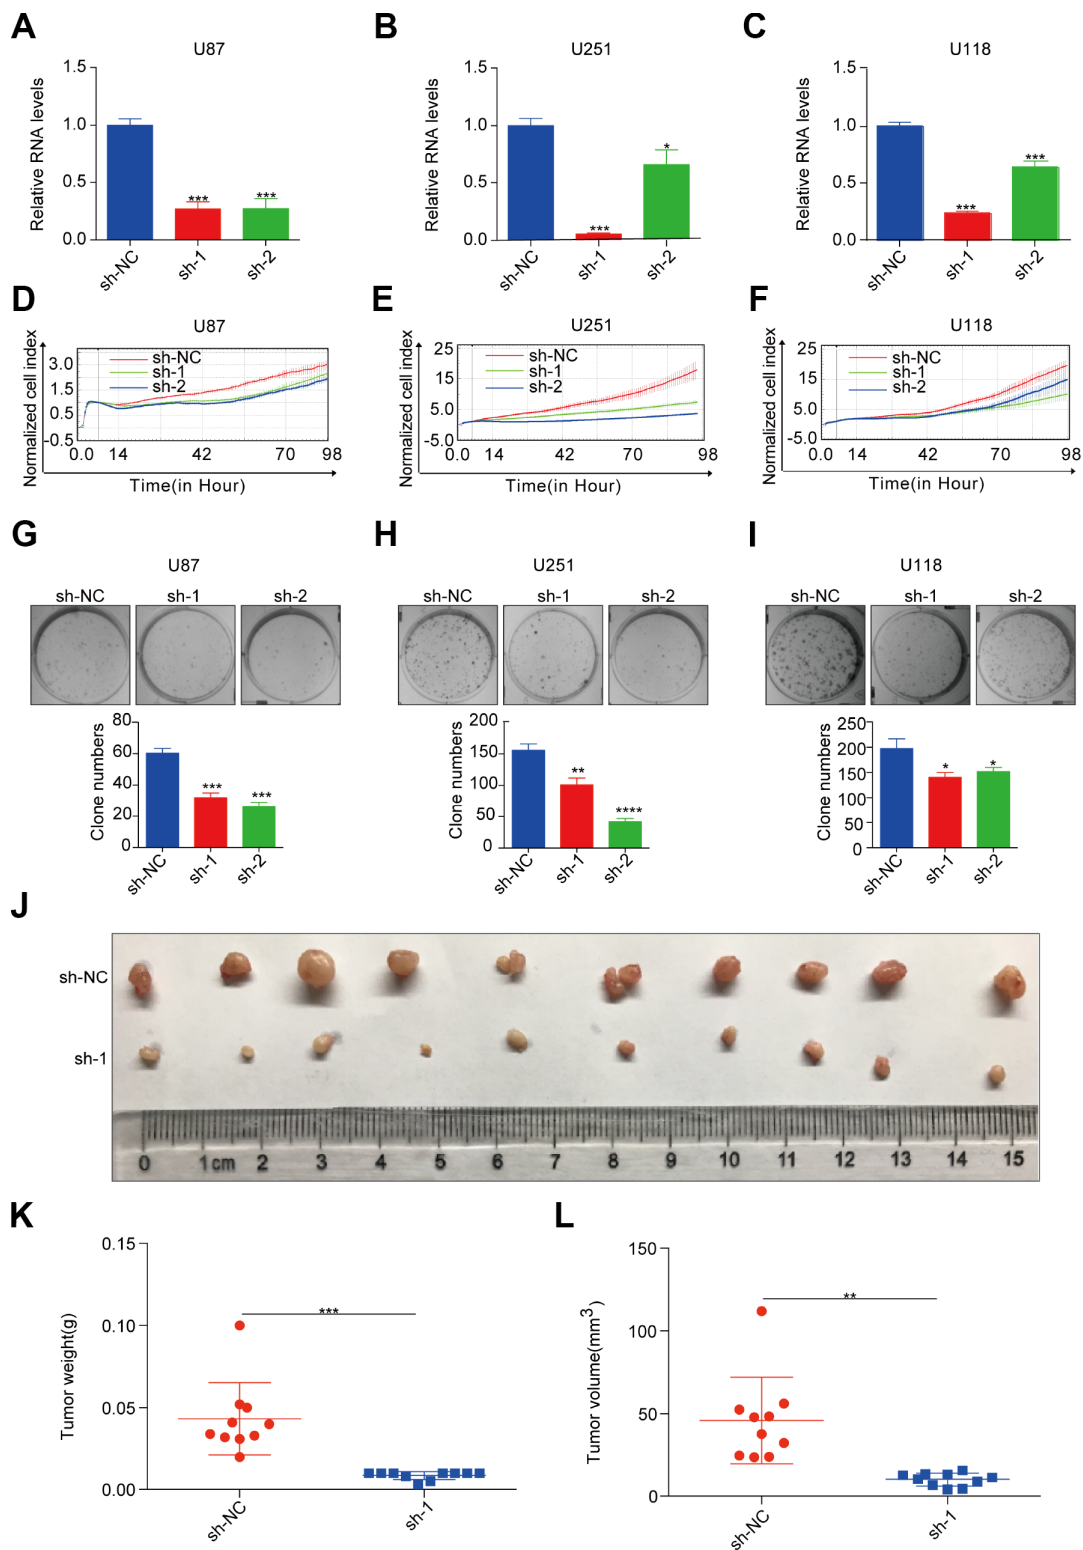 A
B
C
U87
U251
U118
Relative RNA levels
1.5
1.0
0.5
0.0
***
***
sh-NC
sh-1
sh-2
Relative RNA levels
1.5
1.0
0.5
0.0
***
*
sh-NC
sh-1
sh-2
Relative RNA levels
1.5
1.0
0.5
0.0
***
***
sh-NC
sh-1
sh-2
D
E
F
U87
U251
U118
Normalized cell index
3.0
1.5
0.5
-0.5
sh-NC
sh-1
sh-2
0.0 14 42 70 98
Time(in Hour)
Normalized cell index
25
15
5.0
-5.0
sh-NC
sh-1
sh-2
0.0 14 42 70 98
Time(in Hour)
Normalized cell index
25
15
5.0
-5.0
sh-NC
sh-1
sh-2
0.0 14 42 70 98
Time(in Hour)
G
H
I
U87
U251
U118
sh-NC sh-1 sh-2
sh-NC sh-1 sh-2
sh-NC sh-1 sh-2
Clone numbers
80
60
40
20
0
***
***
sh-NC
sh-1
sh-2
Clone numbers
200
150
100
50
0
**
****
sh-NC
sh-1
sh-2
Clone numbers
250
200
150
100
50
0
*
*
sh-NC
sh-1
sh-2
J
sh-NC
sh-1
0 1cm 2 3 4 5 6 7 8 9 10 11 12 13 14 15
K
L
Tumor weight(g)
0.15
0.10
0.05
0.00
***
sh-NC
sh-1
Tumor volume(mm3)
150
100
50
0
**
sh-NC
sh-1